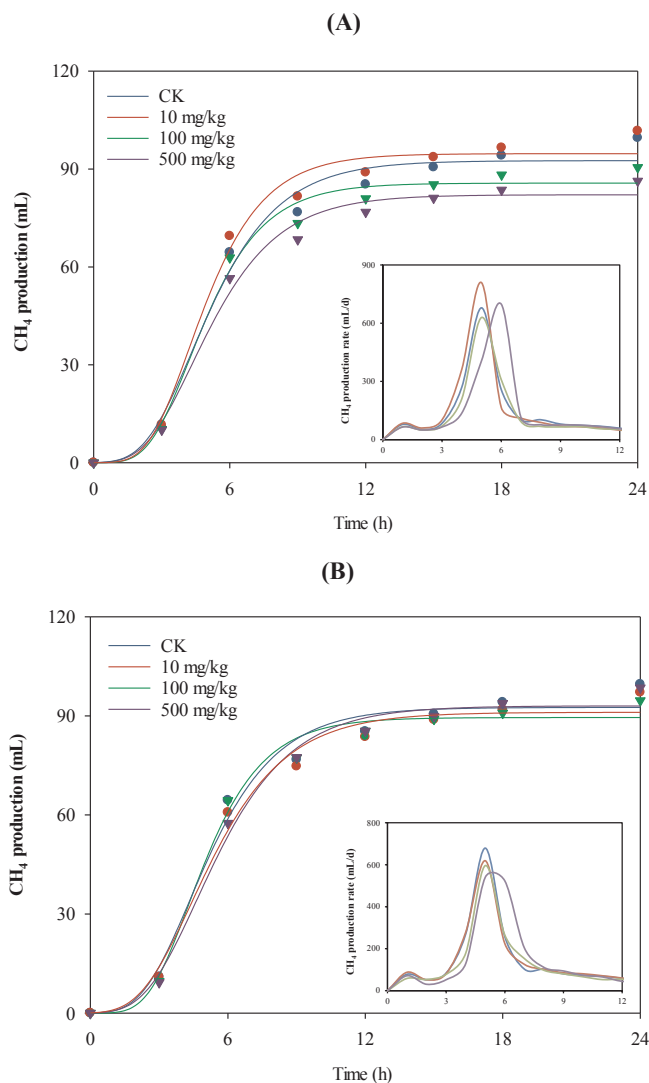 (A)
120
90
60
30
0
CH₄ production (mL)
CK
10 mg/kg
100 mg/kg
500 mg/kg
900
600
300
0
CH₄ production rate (mL/d)
0 3 6 9 12
0 6 12 18 24
Time (h)
(B)
120
90
60
30
0
CH₄ production (mL)
CK
10 mg/kg
100 mg/kg
500 mg/kg
800
600
400
200
0
CH₄ production rate (mL/d)
0 3 6 9 12
0 6 12 18 24
Time (h)